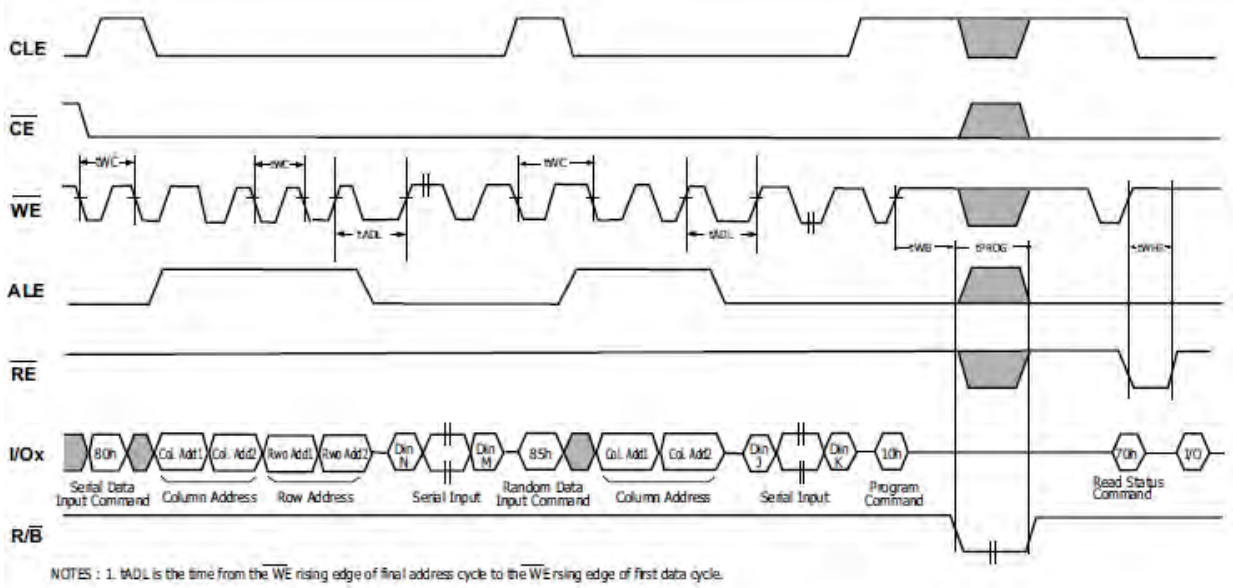 CLE
CE
tWC tWC tWC
WE
tADL tADL
tWB tPROG tWHR
ALE
RE
I/Ox 80h Col. Add1 Col. Add2 Rwo Add1 Rwo Add2 Din N Din M 85h Col. Add1 Col. Add2 Din J Din K 10h 70h I/O
Serial Data Input Command Column Address Row Address Serial Input Random Data Input Command Column Address Serial Input Program Command Read Status Command
R/B
NOTES : 1. tADL is the time from the WE rising edge of final address cycle to the WE rsing edge of first data cycle.